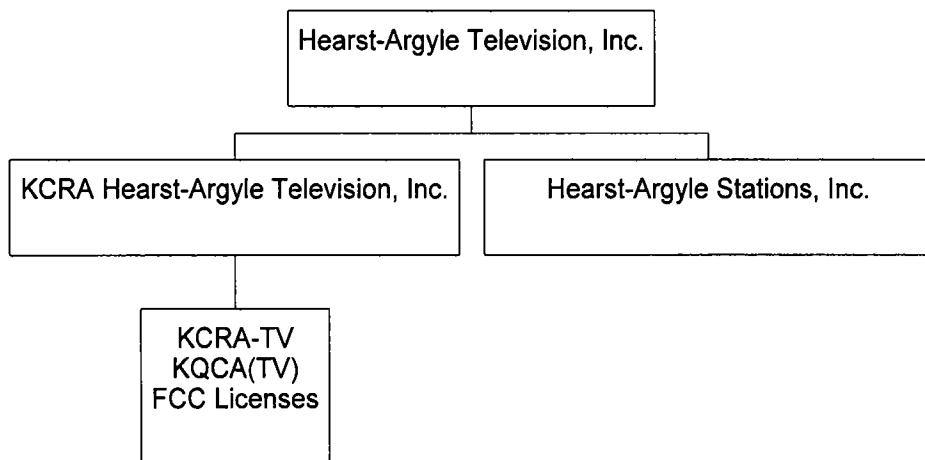 Hearst-Argyle Television, Inc.
KCRA Hearst-Argyle Television, Inc.
Hearst-Argyle Stations, Inc.
KCRA-TV
KQCA(TV)
FCC Licenses